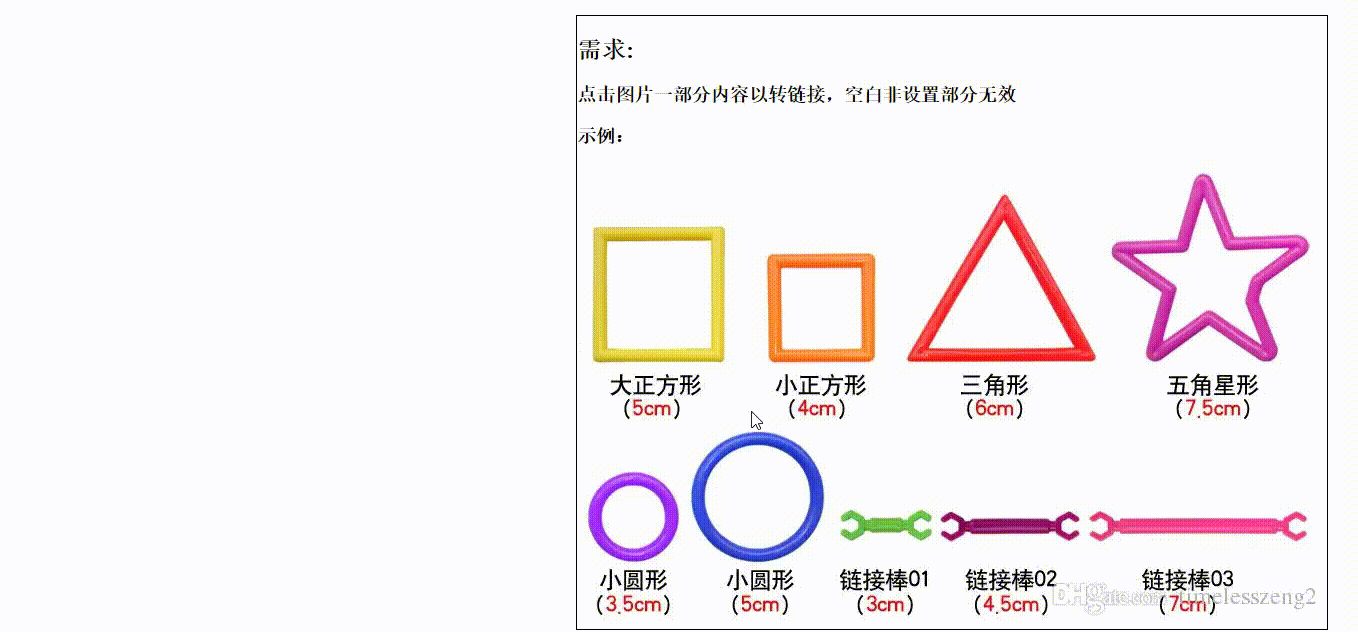 需求:
点击图片一部分内容以转链接，空白非设置部分无效
示例：
大正方形 小正方形 三角形 五角星形
(5cm) (4cm) (6cm) (7.5cm)
小圆形 小圆形 链接棒01 链接棒02 链接棒03
(3.5cm) (5cm) (3cm) (4.5cm) (7cm)
timelesszeng2